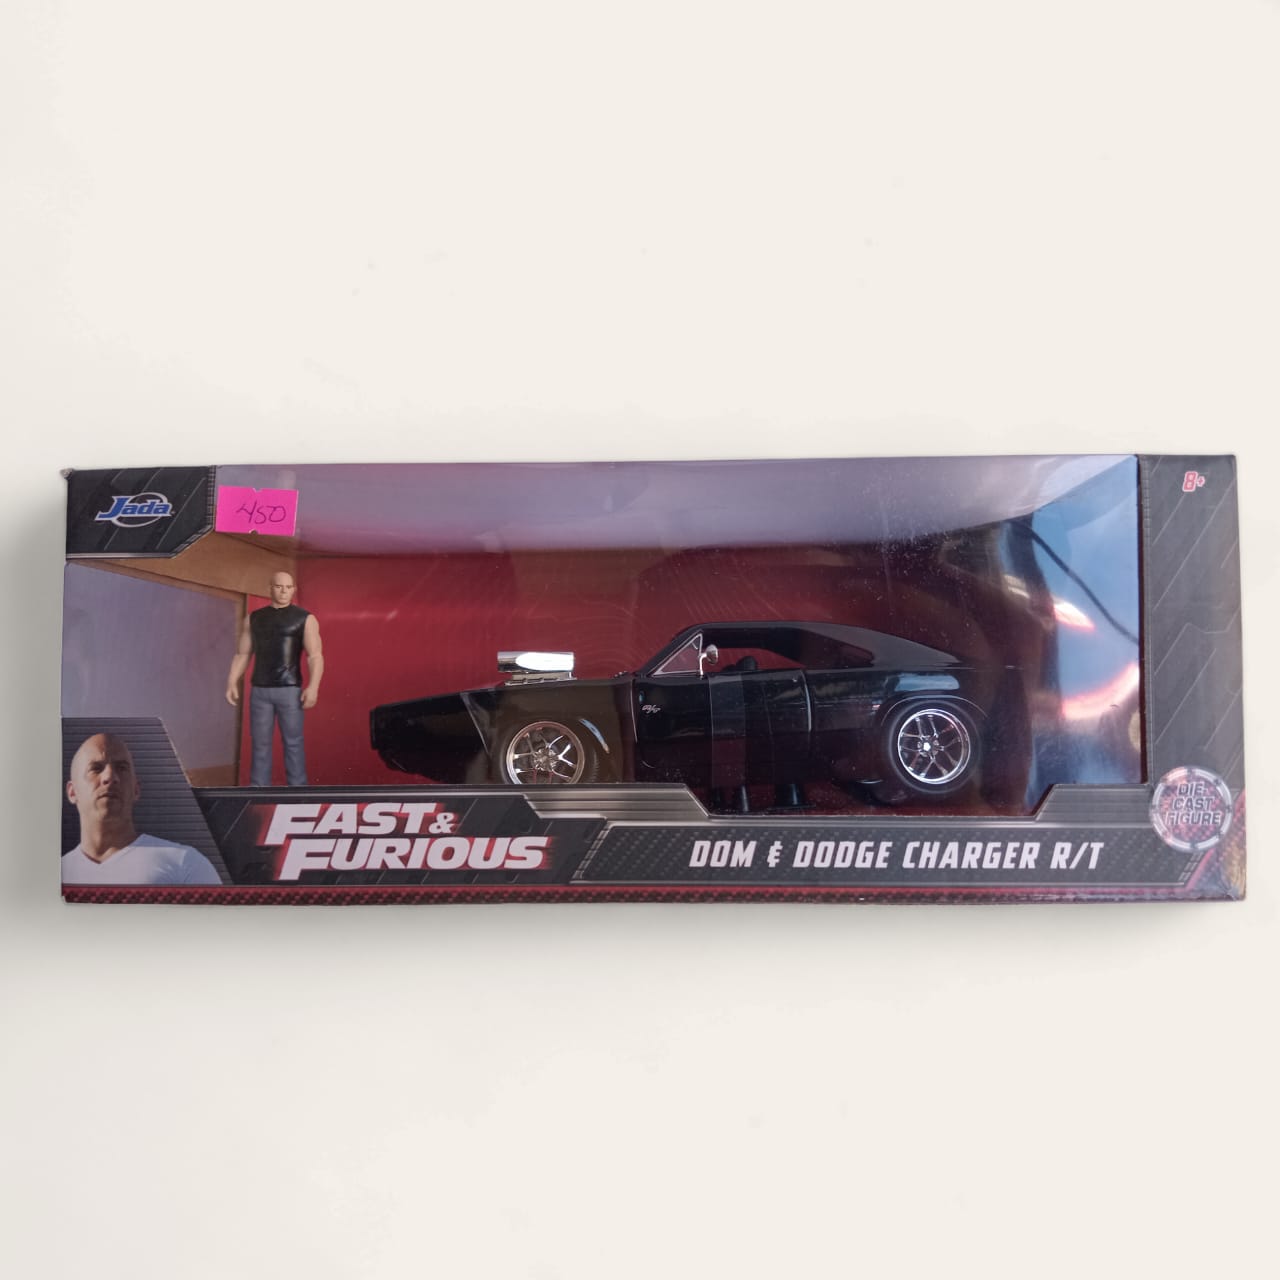 Jada
450
8+
R/T
DIE
CAST
FIGURE
FAST &
FURIOUS
DOM & DODGE CHARGER R/T